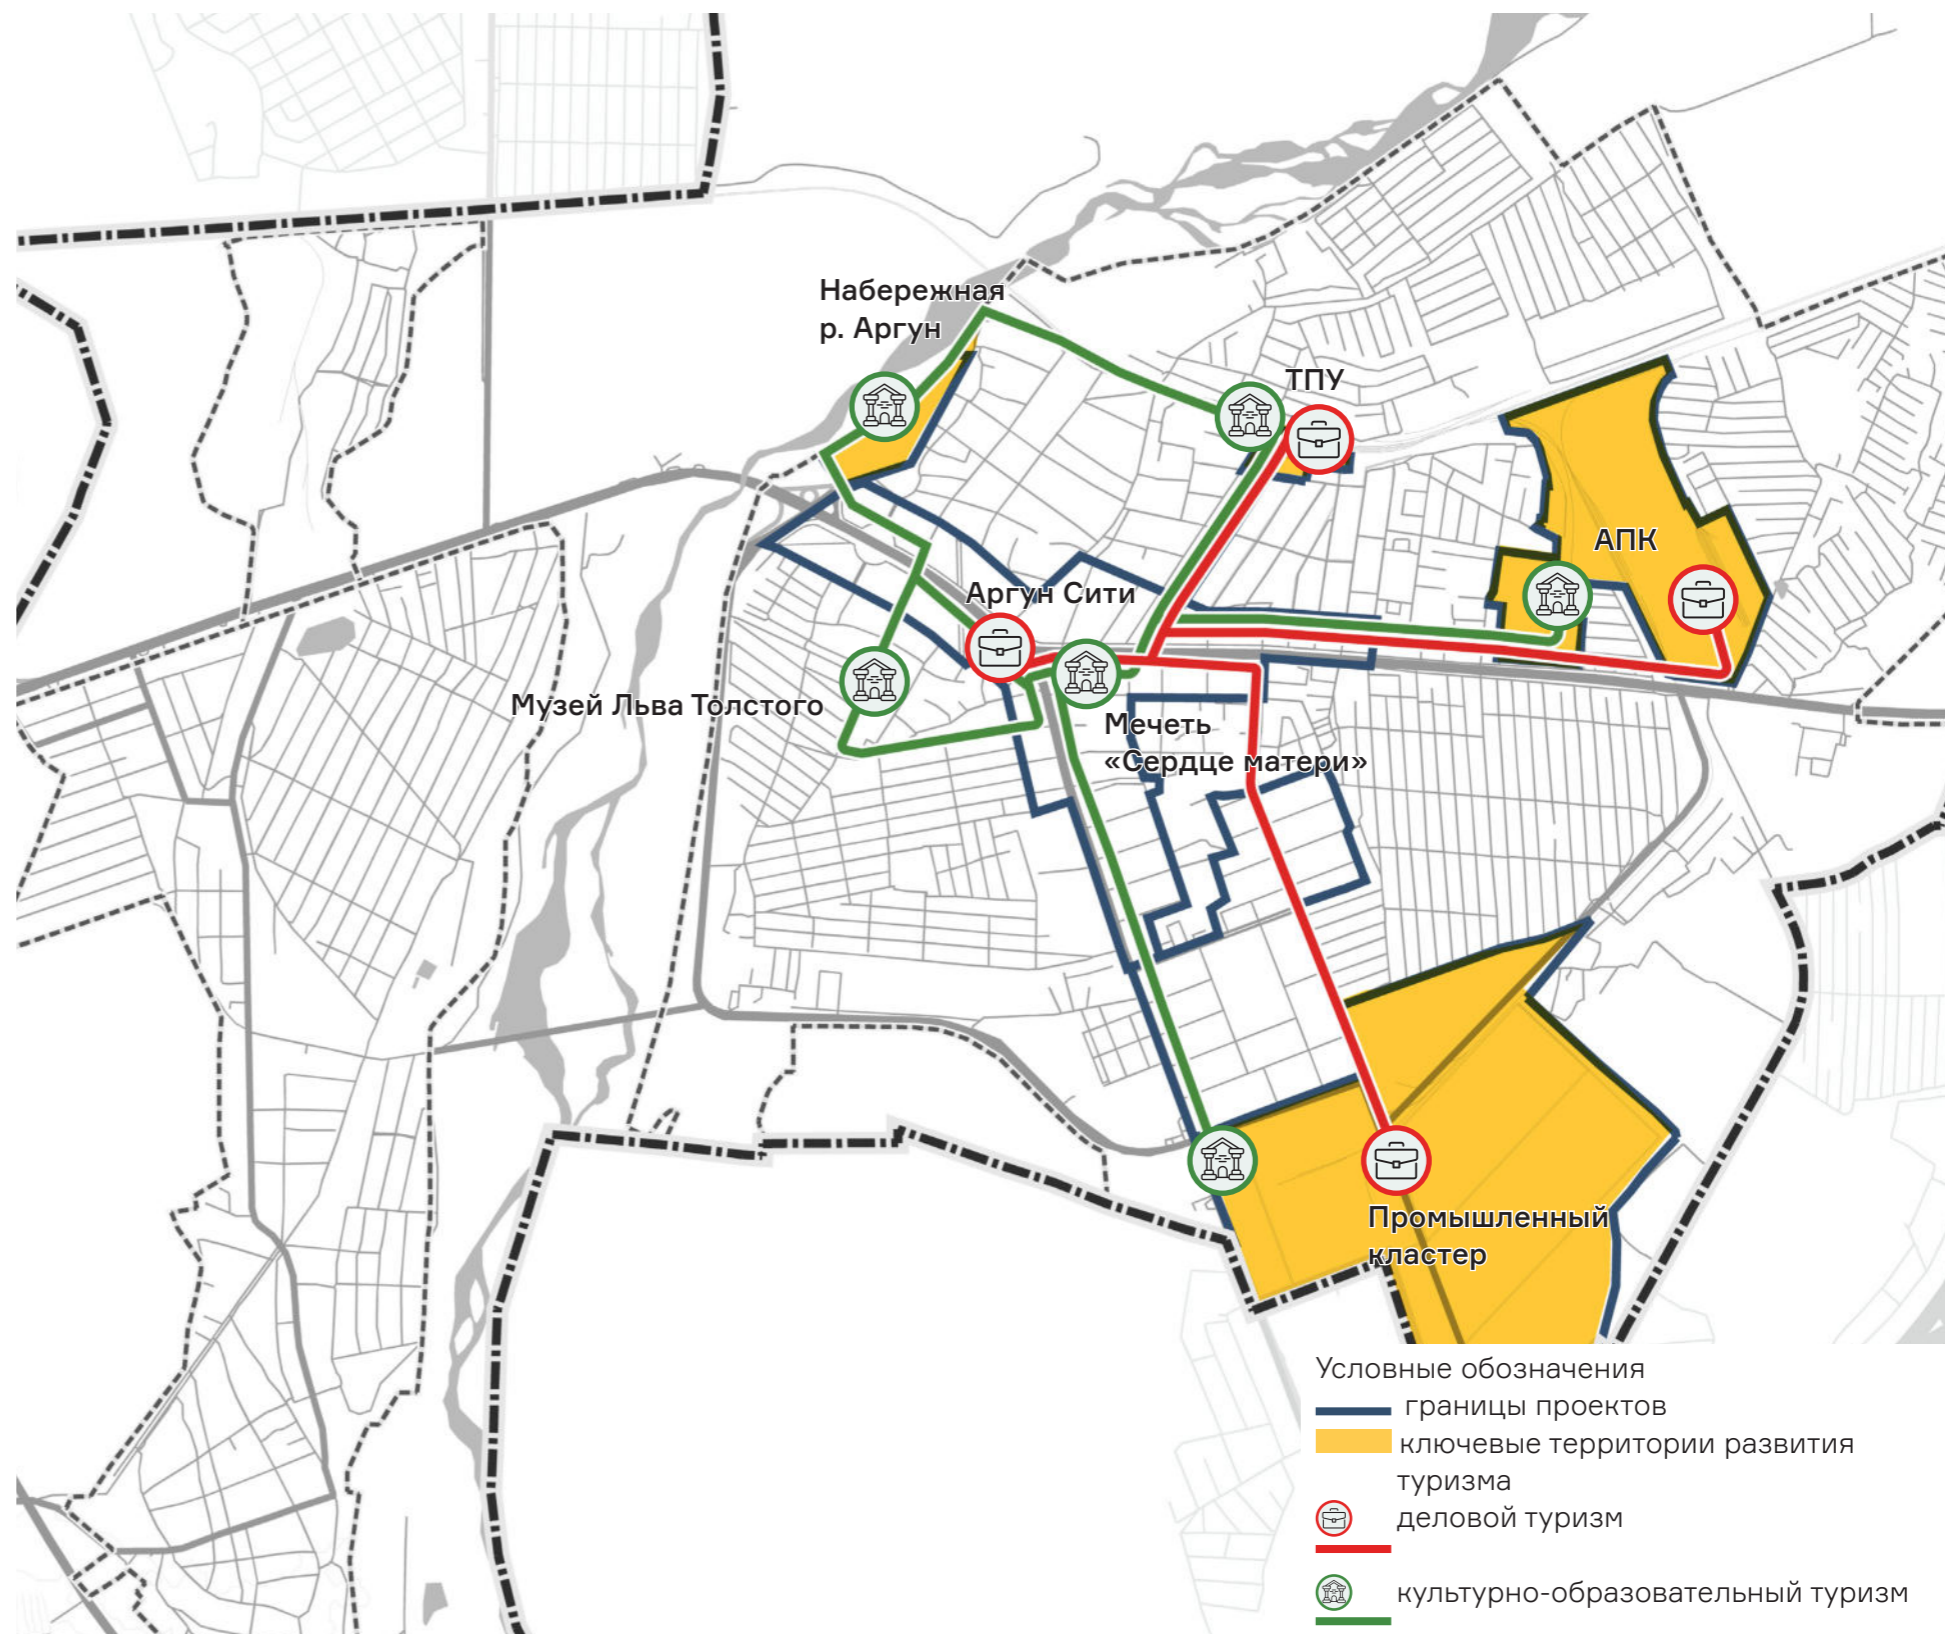 Набережная
р. Аргун
ТПУ
АПК
Аргун Сити
Музей Льва Толстого
Мечеть
«Сердце матери»
Промышленный
кластер
Условные обозначения
границы проектов
ключевые территории развития
туризма
деловой туризм
культурно-образовательный туризм